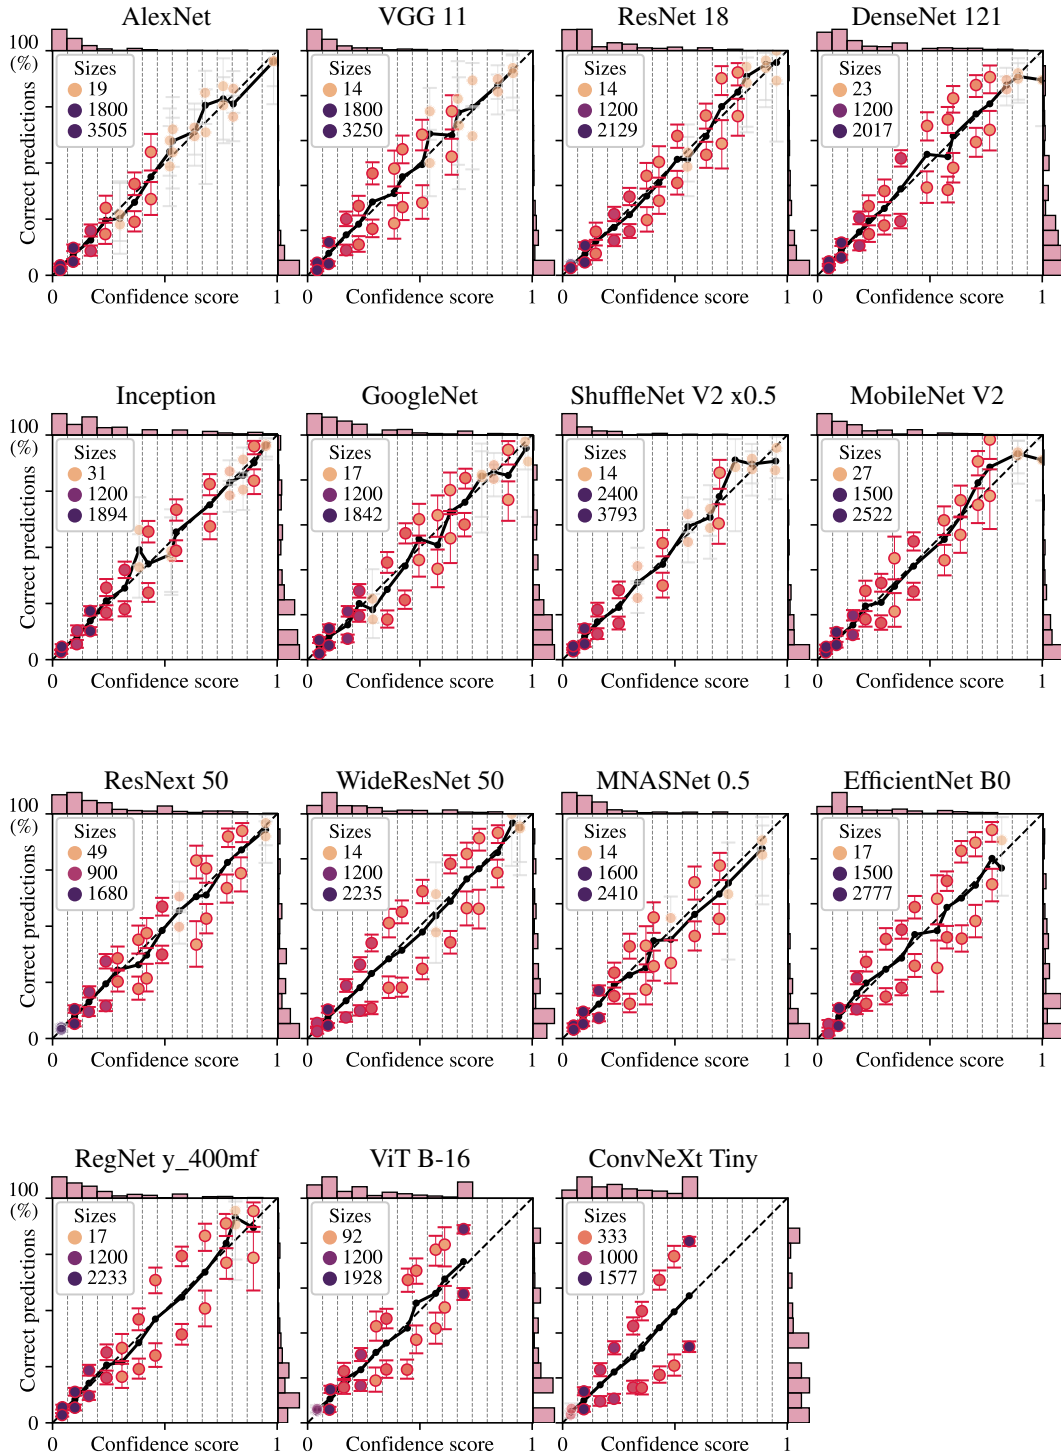 AlexNet
VGG 11
ResNet 18
DenseNet 121
100
(%)
Correct predictions
0
Sizes
19
1800
3505
Sizes
14
1800
3250
Sizes
14
1200
2129
Sizes
23
1200
2017
0 Confidence score 1
0 Confidence score 1
0 Confidence score 1
0 Confidence score 1
Inception
GoogleNet
ShuffleNet V2 x0.5
MobileNet V2
100
(%)
Correct predictions
0
Sizes
31
1200
1894
Sizes
17
1200
1842
Sizes
14
2400
3793
Sizes
27
1500
2522
0 Confidence score 1
0 Confidence score 1
0 Confidence score 1
0 Confidence score 1
ResNext 50
WideResNet 50
MNASNet 0.5
EfficientNet B0
100
(%)
Correct predictions
0
Sizes
49
900
1680
Sizes
14
1200
2235
Sizes
14
1600
2410
Sizes
17
1500
2777
0 Confidence score 1
0 Confidence score 1
0 Confidence score 1
0 Confidence score 1
RegNet y_400mf
ViT B-16
ConvNeXt Tiny
100
(%)
Correct predictions
0
Sizes
17
1200
2233
Sizes
92
1200
1928
Sizes
333
1000
1577
0 Confidence score 1
0 Confidence score 1
0 Confidence score 1